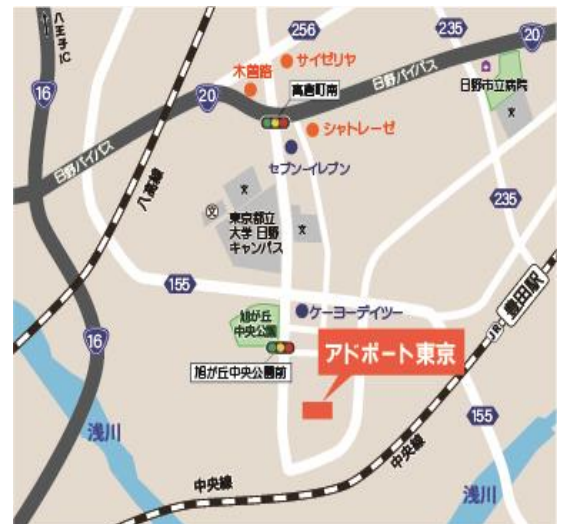 八王子IC
16
256
サイゼリヤ
木曽路
20
高倉町南
シャトレーゼ
セブン-イレブン
日野バイパス
235
20
日野市立病院
日野バイパス
八高線
東京都立
大学 日野
キャンパス
235
155
旭が丘
中央公園
ケーヨーデイツー
旭が丘中央公園前
アドポート東京
JR
豊田駅
16
浅川
155
中央線
中央線
浅川